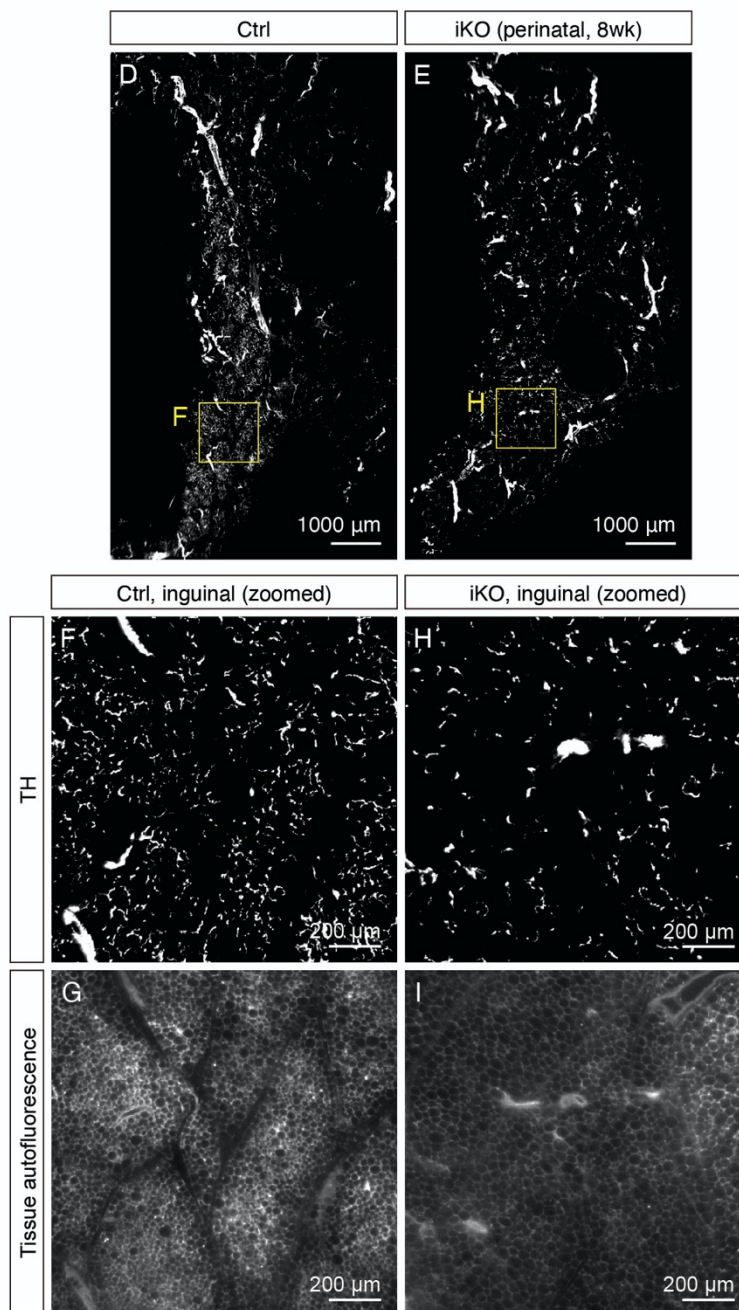 Ctrl
iKO (perinatal, 8wk)
D
E
F
H
1000 µm
1000 µm
Ctrl, inguinal (zoomed)
iKO, inguinal (zoomed)
TH
F
H
200 µm
200 µm
Tissue autofluorescence
G
I
200 µm
200 µm